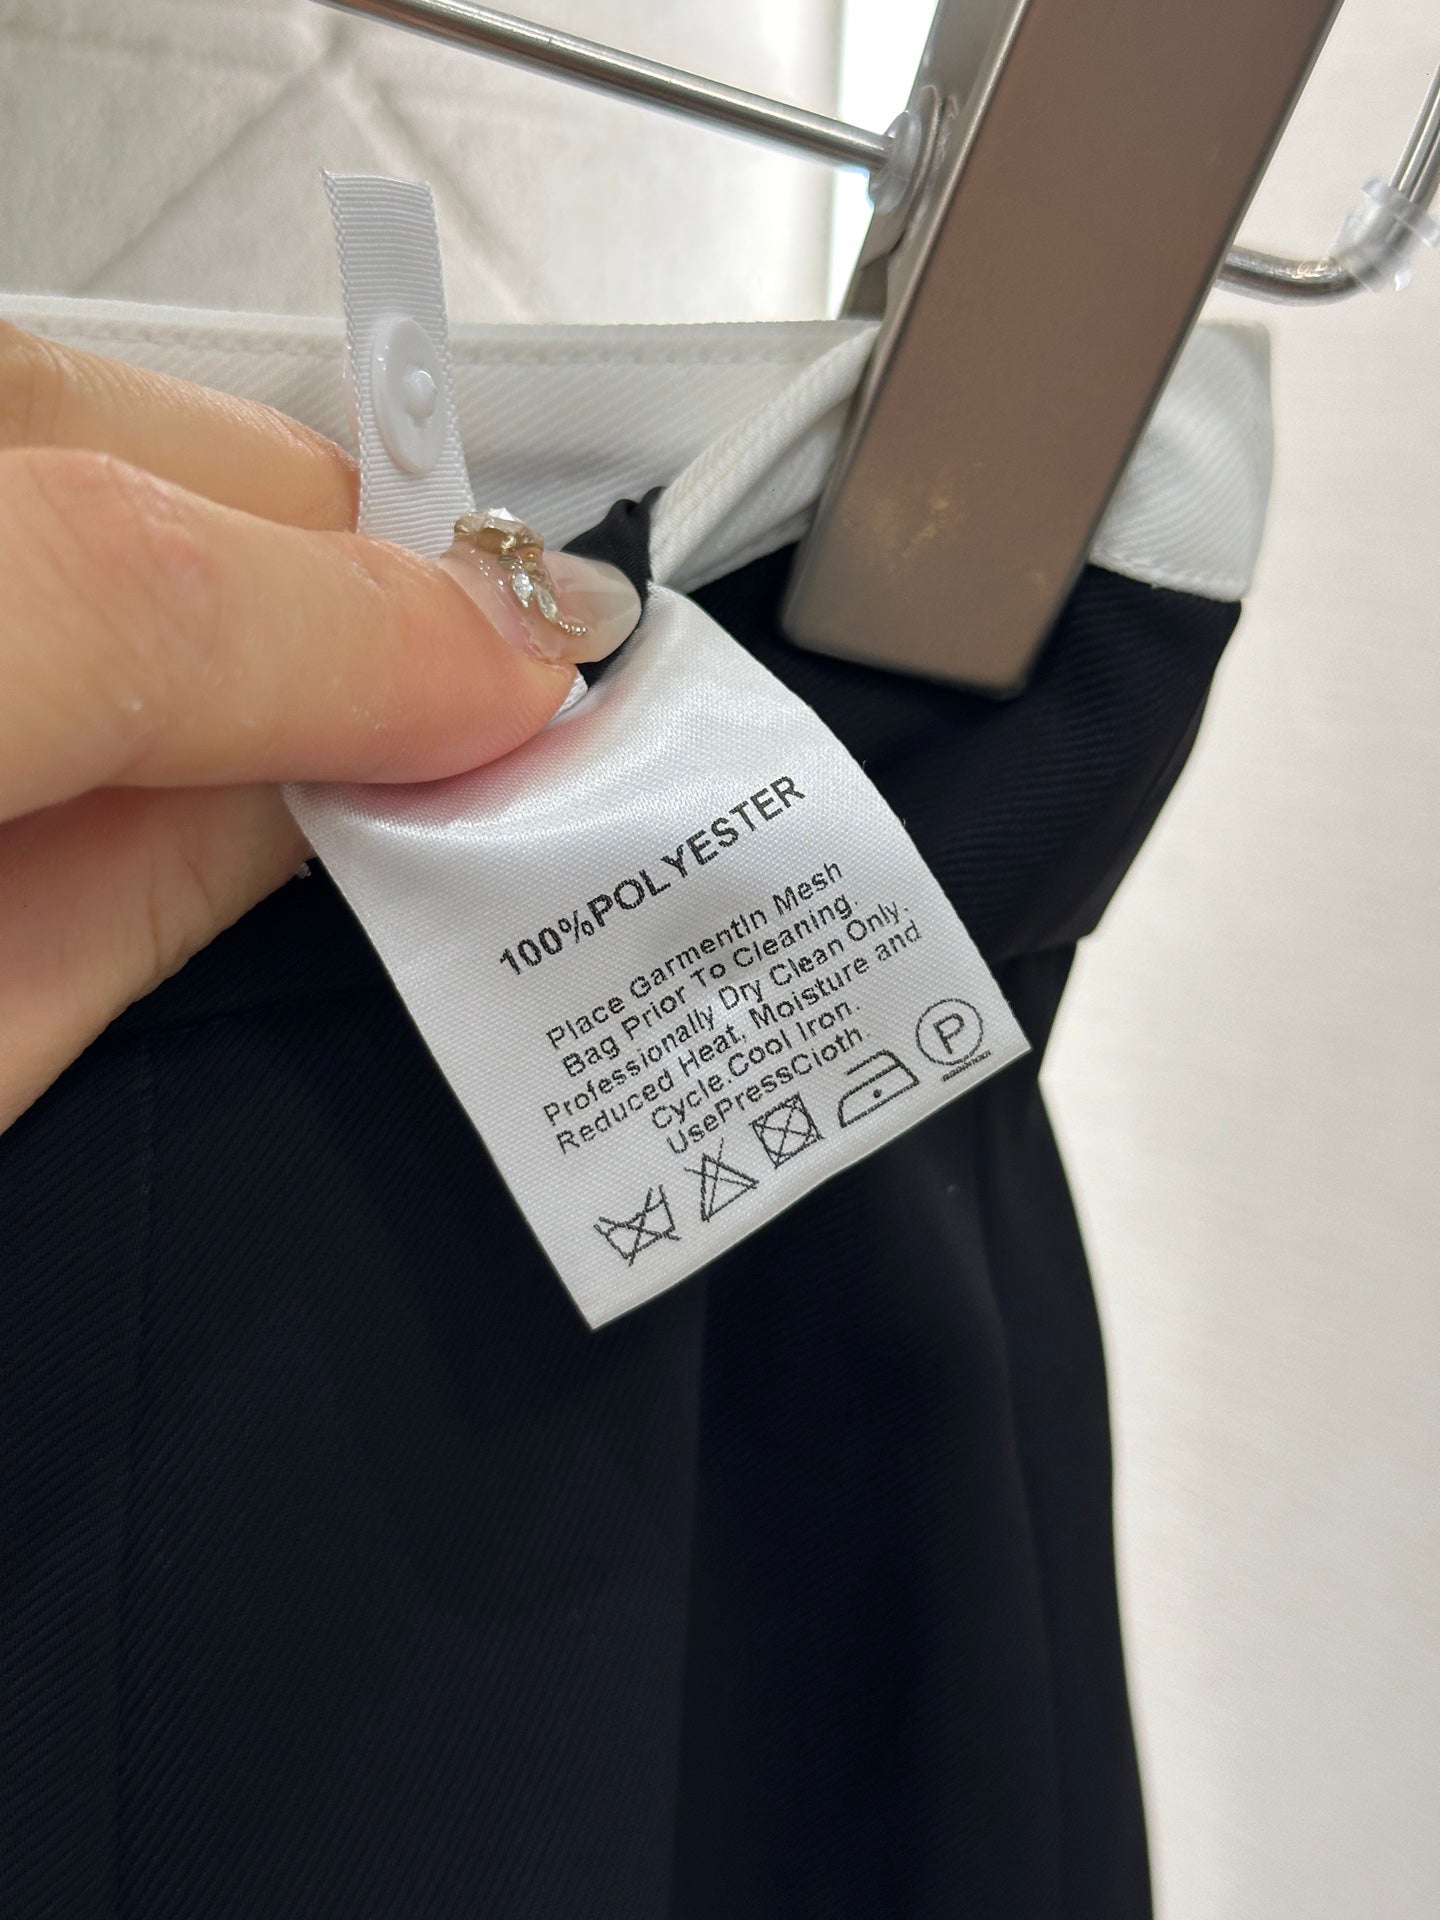 100%POLYESTER
Place GarmentIn Mesh
Bag Prior To Cleaning.
Professionally Dry Clean Only.
Reduced Heat, Moisture and
Cycle.Cool Iron.
UsePressCloth.
P